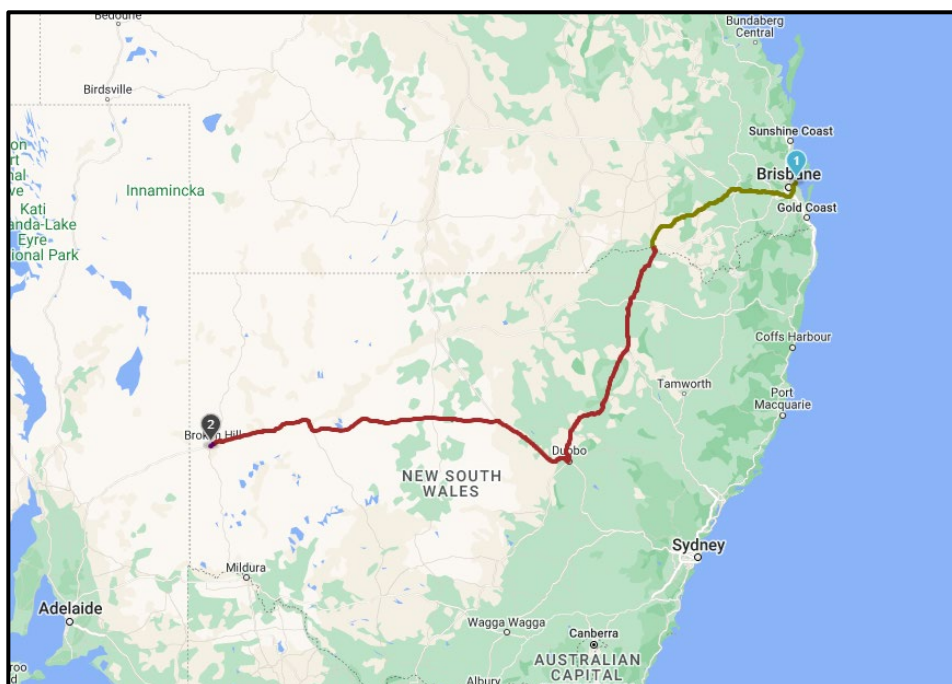 Bedourie
Bundaberg
Central
Birdsville
Sunshine Coast
1
Brisbane
Innamincka
Gold Coast
Kati
anda-Lake
Eyre
ional Park
Coffs Harbour
Tamworth
Port
Macquarie
2
Broken Hill
Dubbo
NEW SOUTH
WALES
Sydney
Mildura
Adelaide
Wagga Wagga
Canberra
AUSTRALIAN
CAPITAL
Albury